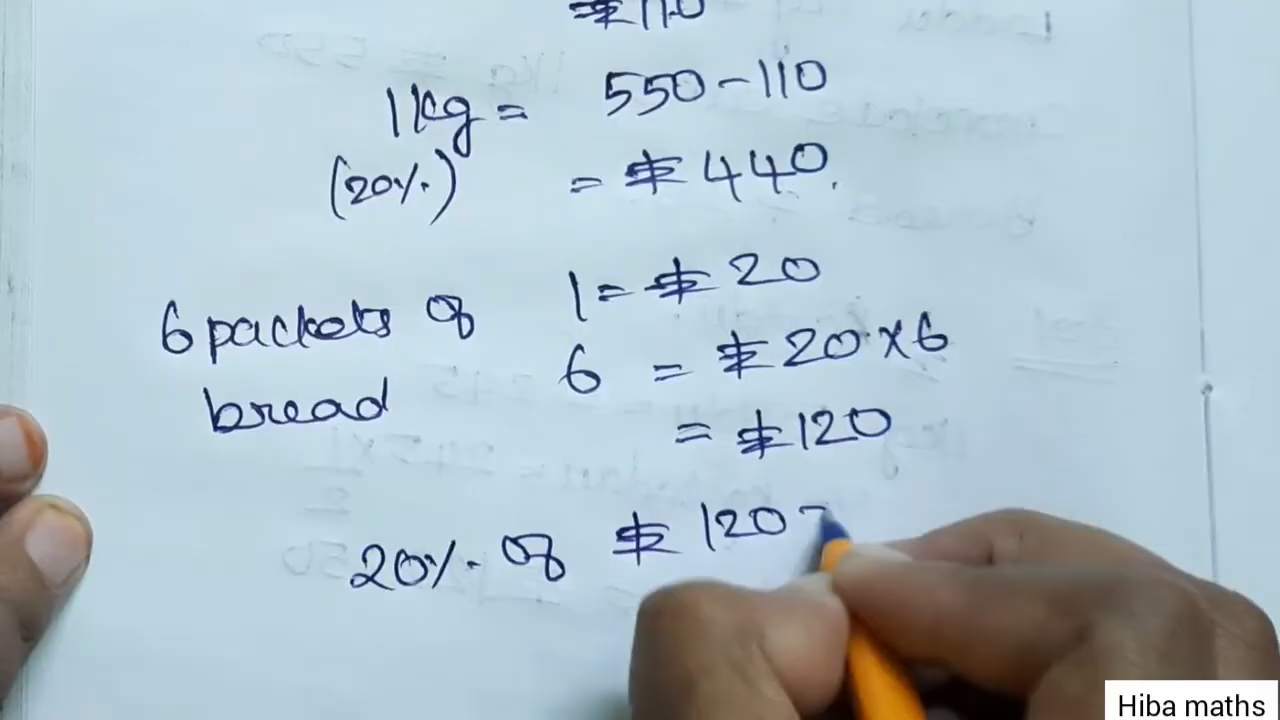 = $110
1kg = 550 - 110
(20%) = $ 440.
6 packets of 1 = $ 20
bread 6 = $ 20 × 6
= $ 120
20% of $ 120 =
Hiba maths